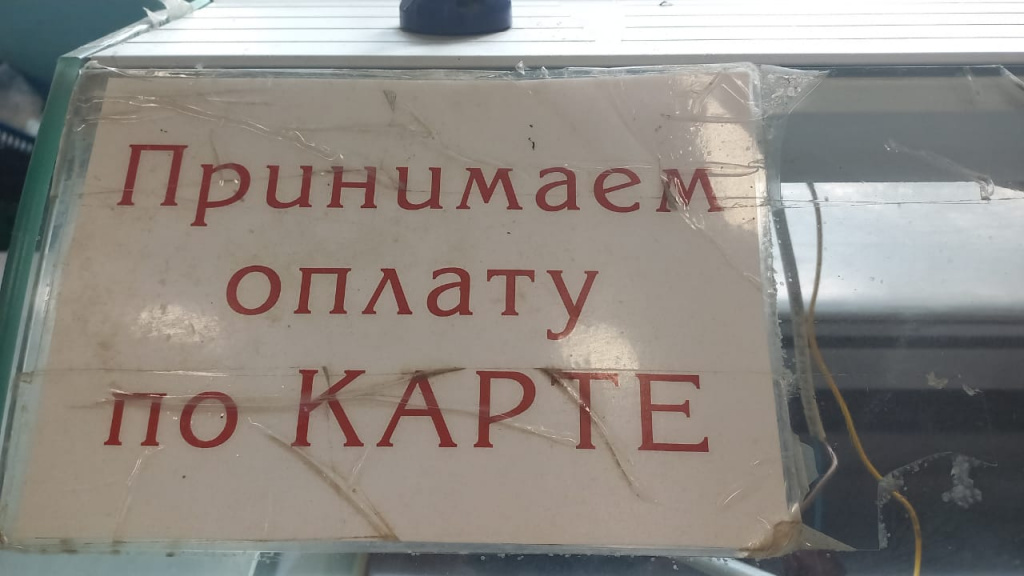 Принимаем
оплату
по КАРТЕ